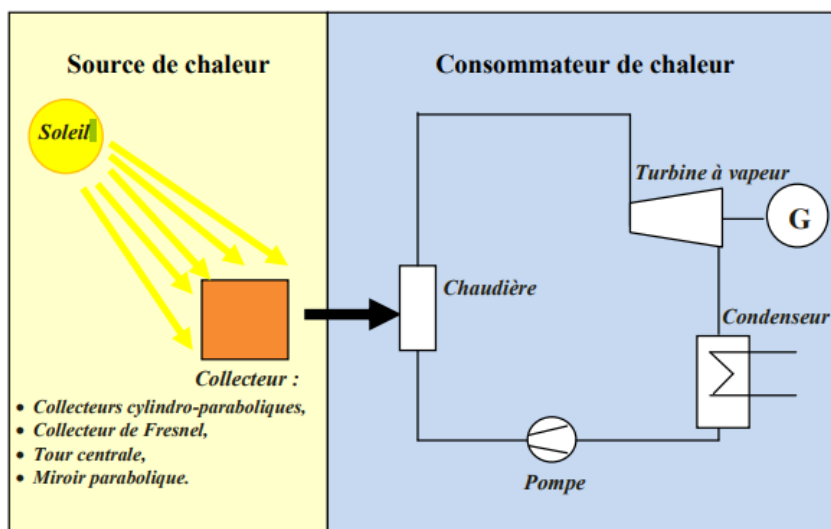 Source de chaleur
Soleil
Collecteur :
• Collecteurs cylindro-paraboliques,
• Collecteur de Fresnel,
• Tour centrale,
• Miroir parabolique.
Consommateur de chaleur
Turbine à vapeur
G
Chaudière
Condenseur
Pompe